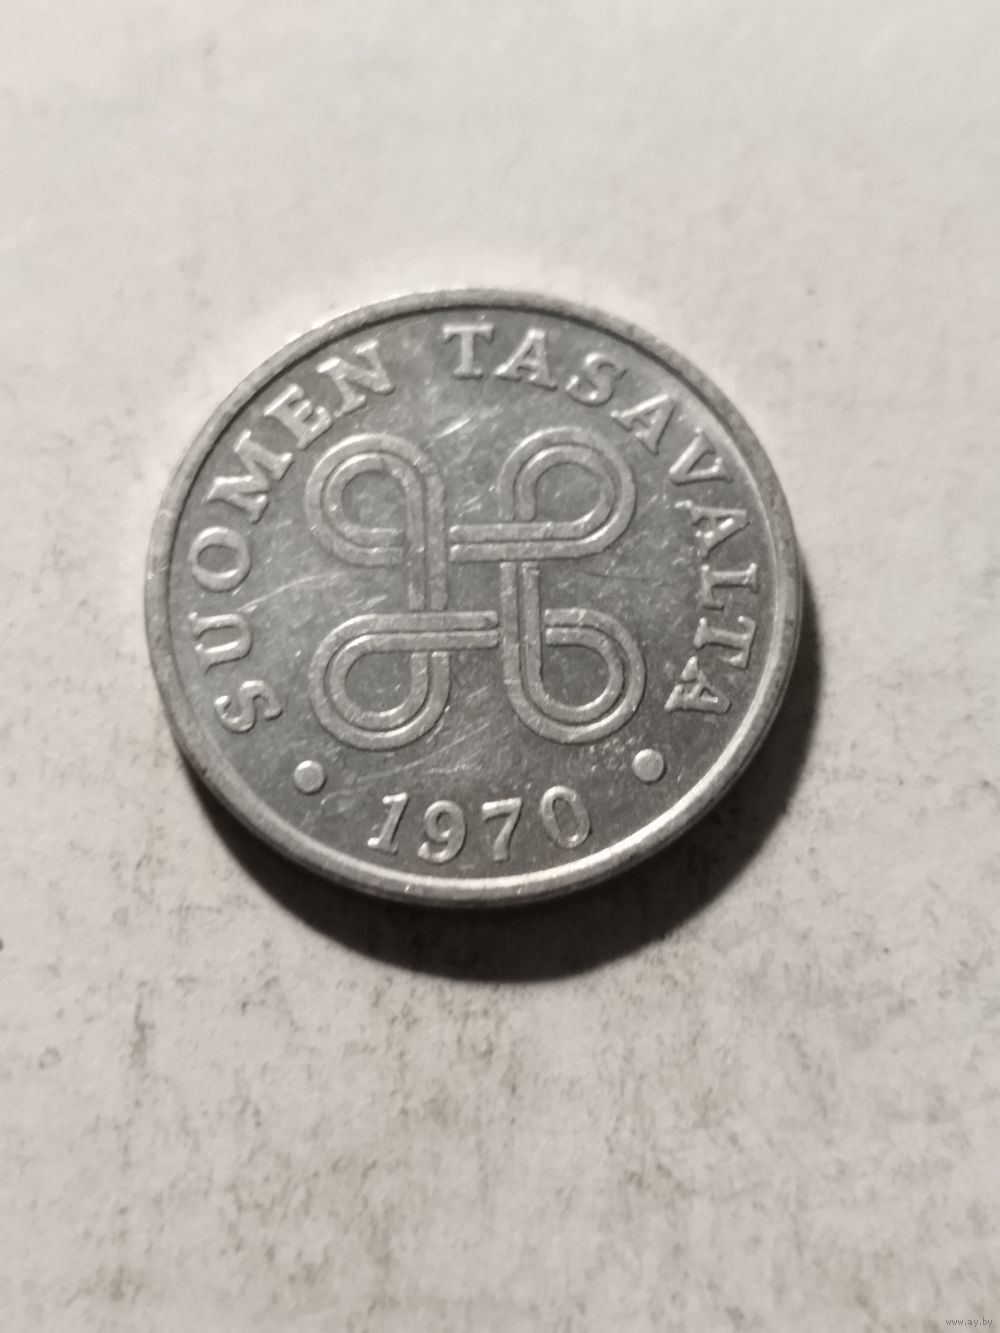 SUOMEN TASAVALTA
• 1970 •
www.ay.by